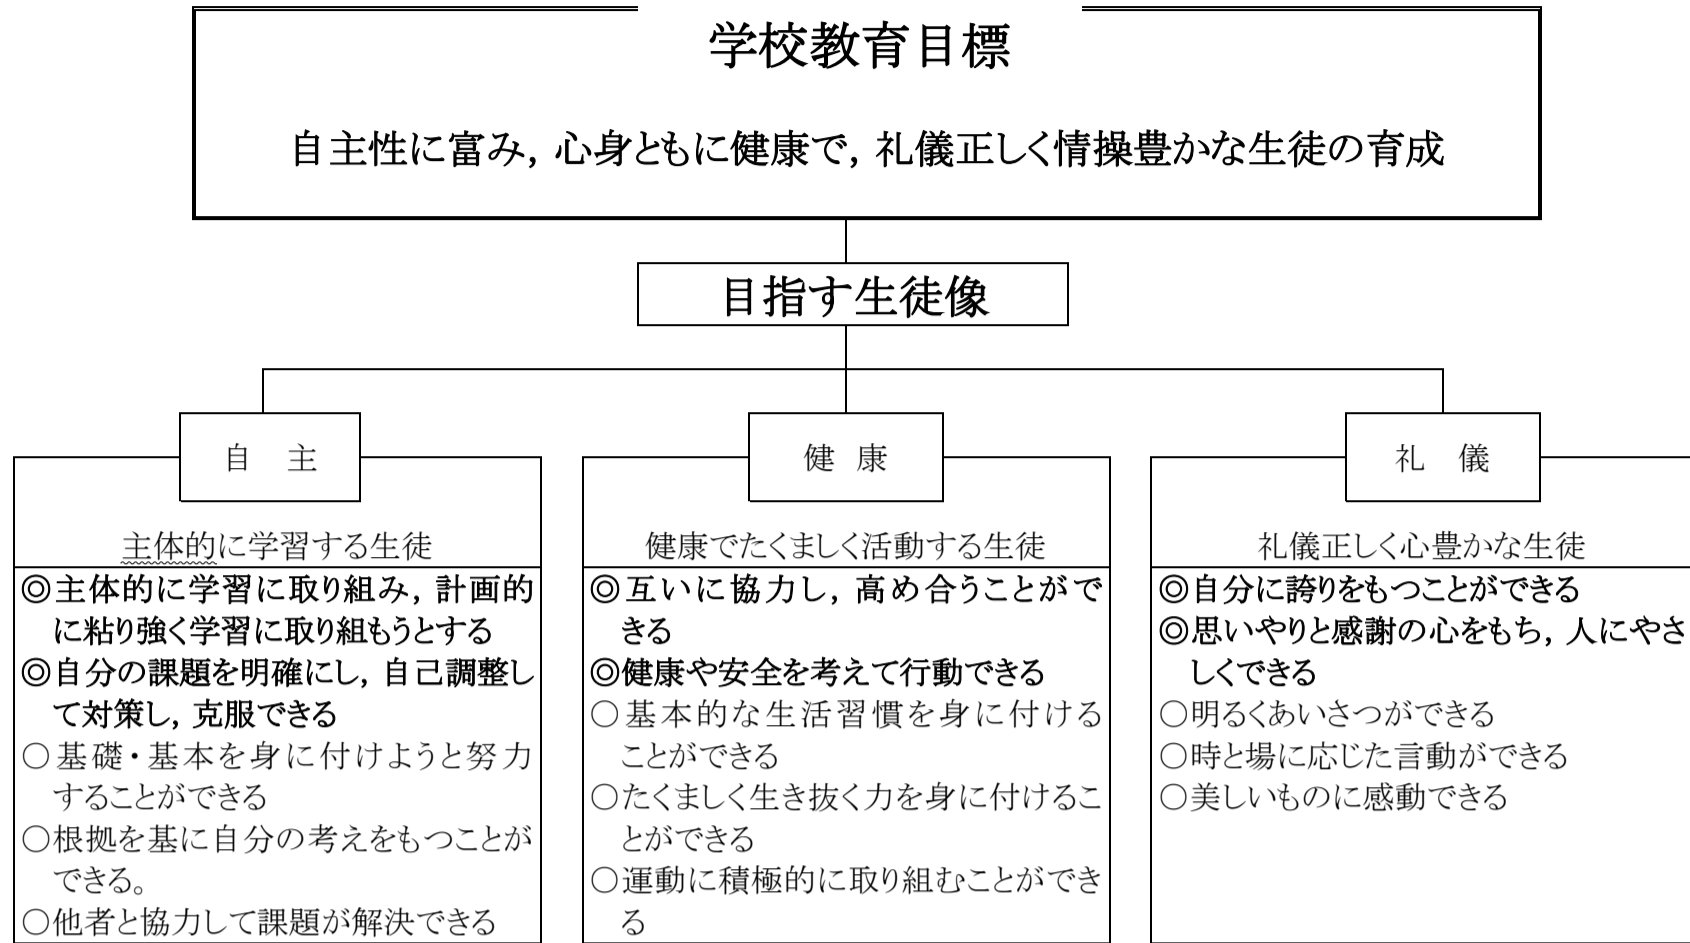 学校教育目標
自主性に富み，心身ともに健康で，礼儀正しく情操豊かな生徒の育成
目指す生徒像
自　主
主体的に学習する生徒
◎主体的に学習に取り組み，計画的
に粘り強く学習に取り組もうとする
◎自分の課題を明確にし，自己調整し
て対策し，克服できる
○基礎・基本を身に付けようと努力
することができる
○根拠を基に自分の考えをもつことが
できる。
○他者と協力して課題が解決できる
健 康
健康でたくましく活動する生徒
◎互いに協力し，高め合うことがで
きる
◎健康や安全を考えて行動できる
○基本的な生活習慣を身に付ける
ことができる
○たくましく生き抜く力を身に付けるこ
とができる
○運動に積極的に取り組むことができ
る
礼　儀
礼儀正しく心豊かな生徒
◎自分に誇りをもつことができる
◎思いやりと感謝の心をもち，人にやさ
しくできる
○明るくあいさつができる
○時と場に応じた言動ができる
○美しいものに感動できる